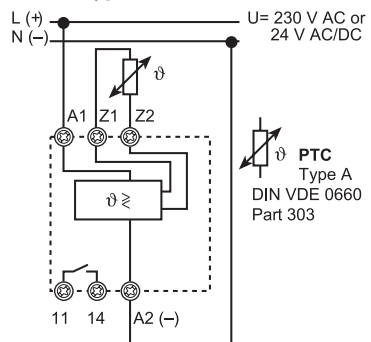 L (+)
U= 230 V AC or
N (–)
24 V AC/DC
ϑ
A1 Z1 Z2
ϑ PTC
Type A
DIN VDE 0660
Part 303
ϑ ≥
11 14 A2 (–)